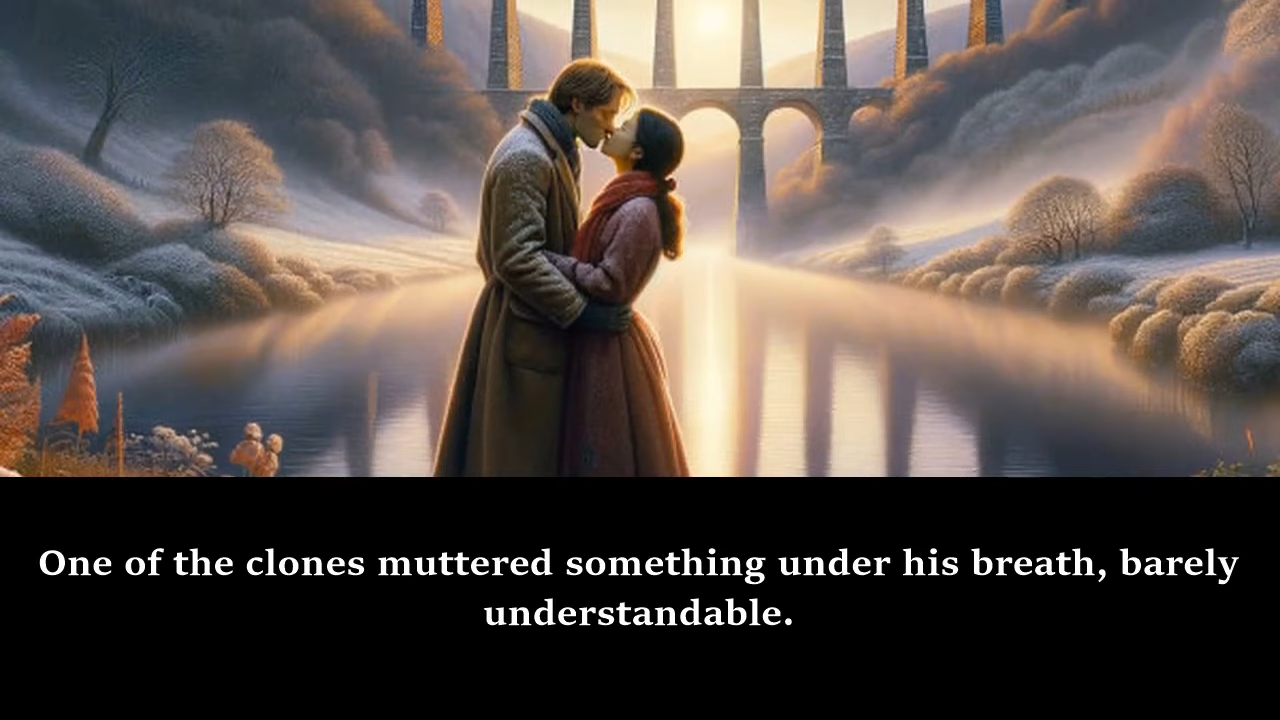 One of the clones muttered something under his breath, barely
understandable.